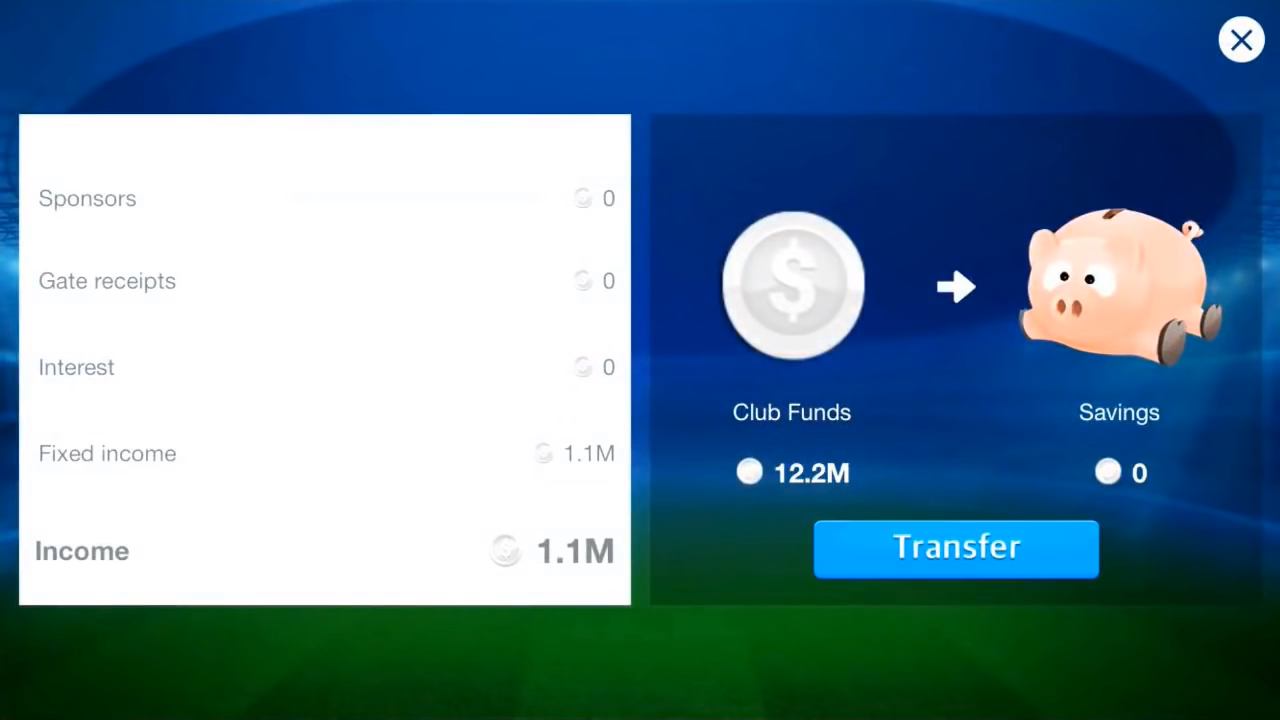 Sponsors 0
Gate receipts 0
Interest 0
Fixed income 1.1M
Income 1.1M
$
Club Funds
12.2M
Savings
0
Transfer